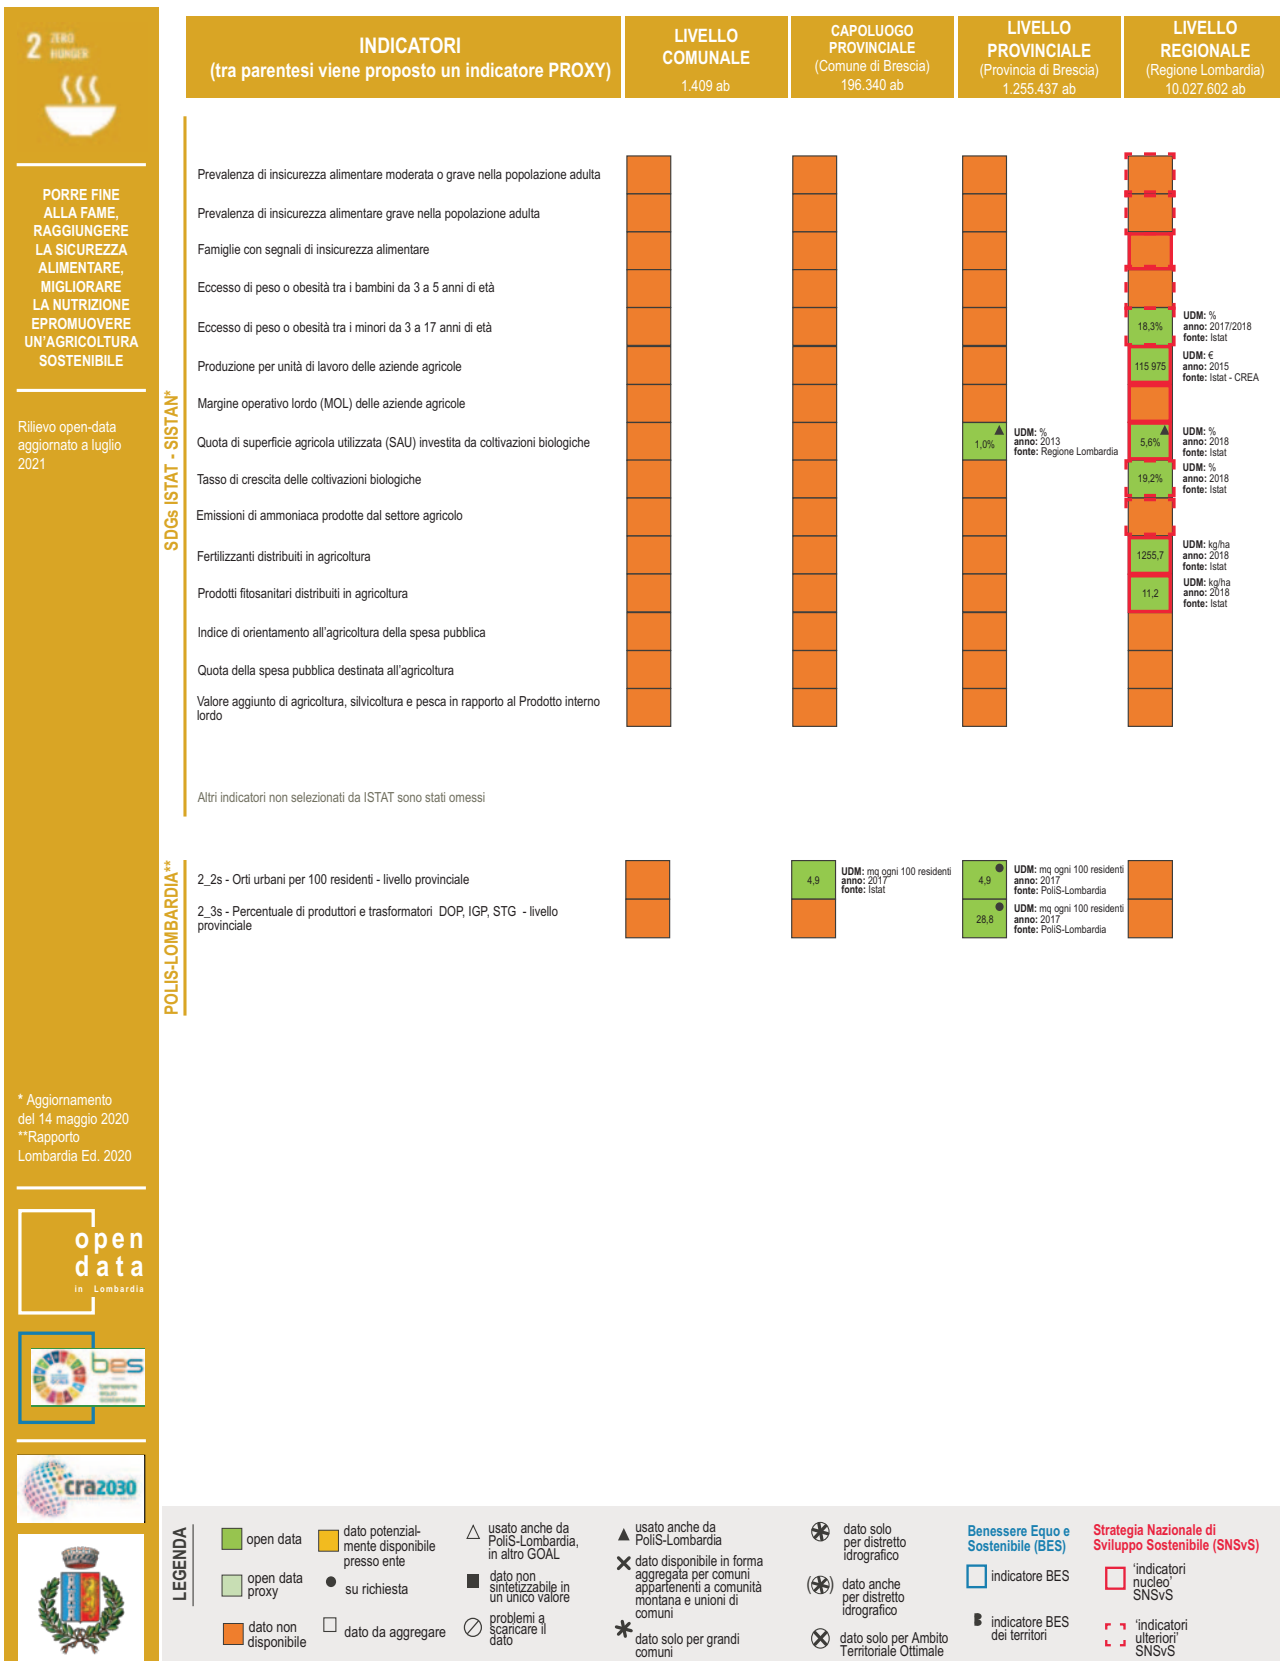 2 ZERO
HUNGER
PORRE FINE
ALLA FAME,
RAGGIUNGERE
LA SICUREZZA
ALIMENTARE,
MIGLIORARE
LA NUTRIZIONE
EPROMUOVERE
UN'AGRICOLTURA
SOSTENIBILE
Rilievo open-data
aggiornato a luglio
2021
* Aggiornamento
del 14 maggio 2020
**Rapporto
Lombardia Ed. 2020
open
data
in Lombardia
bes
benessere
equo
sostenibile
cra2030
INDICATORI
(tra parentesi viene proposto un indicatore PROXY)
LIVELLO
COMUNALE
1.409 ab
CAPOLUOGO
PROVINCIALE
(Comune di Brescia)
196.340 ab
LIVELLO
PROVINCIALE
(Provincia di Brescia)
1.255.437 ab
LIVELLO
REGIONALE
(Regione Lombardia)
10.027.602 ab
SDGs ISTAT - SISTAN*
Prevalenza di insicurezza alimentare moderata o grave nella popolazione adulta
Prevalenza di insicurezza alimentare grave nella popolazione adulta
Famiglie con segnali di insicurezza alimentare
Eccesso di peso o obesità tra i bambini da 3 a 5 anni di età
Eccesso di peso o obesità tra i minori da 3 a 17 anni di età
18,3%
UDM: %
anno: 2017/2018
fonte: Istat
Produzione per unità di lavoro delle aziende agricole
115 975
UDM: €
anno: 2015
fonte: Istat - CREA
Margine operativo lordo (MOL) delle aziende agricole
Quota di superficie agricola utilizzata (SAU) investita da coltivazioni biologiche
1,0%
UDM: %
anno: 2013
fonte: Regione Lombardia
5,6%
UDM: %
anno: 2018
fonte: Istat
Tasso di crescita delle coltivazioni biologiche
19,2%
UDM: %
anno: 2018
fonte: Istat
Emissioni di ammoniaca prodotte dal settore agricolo
Fertilizzanti distribuiti in agricoltura
1255,7
UDM: kg/ha
anno: 2018
fonte: Istat
Prodotti fitosanitari distribuiti in agricoltura
11,2
UDM: kg/ha
anno: 2018
fonte: Istat
Indice di orientamento all'agricoltura della spesa pubblica
Quota della spesa pubblica destinata all'agricoltura
Valore aggiunto di agricoltura, silvicoltura e pesca in rapporto al Prodotto interno
lordo
Altri indicatori non selezionati da ISTAT sono stati omessi
POLIS-LOMBARDIA**
2_2s - Orti urbani per 100 residenti - livello provinciale
4,9
UDM: mq ogni 100 residenti
anno: 2017
fonte: Istat
4,9
UDM: mq ogni 100 residenti
anno: 2017
fonte: PoliS-Lombardia
2_3s - Percentuale di produttori e trasformatori DOP, IGP, STG - livello
provinciale
28,8
UDM: mq ogni 100 residenti
anno: 2017
fonte: PoliS-Lombardia
LEGENDA
open data
open data
proxy
dato non
disponibile
dato potenzial-
mente disponibile
presso ente
su richiesta
dato da aggregare
usato anche da
PoliS-Lombardia,
in altro GOAL
dato non
sintetizzabile in
un unico valore
problemi a
scaricare il
dato
usato anche da
PoliS-Lombardia
dato disponibile in forma
aggregata per comuni
appartenenti a comunità
montana e unioni di
comuni
dato solo per grandi
comuni
dato solo
per distretto
idrografico
dato anche
per distretto
idrografico
dato solo per Ambito
Territoriale Ottimale
Benessere Equo e
Sostenibile (BES)
indicatore BES
indicatore BES
dei territori
Strategia Nazionale di
Sviluppo Sostenibile (SNSvS)
'indicatori
nucleo'
SNSvS
'indicatori
ulteriori'
SNSvS